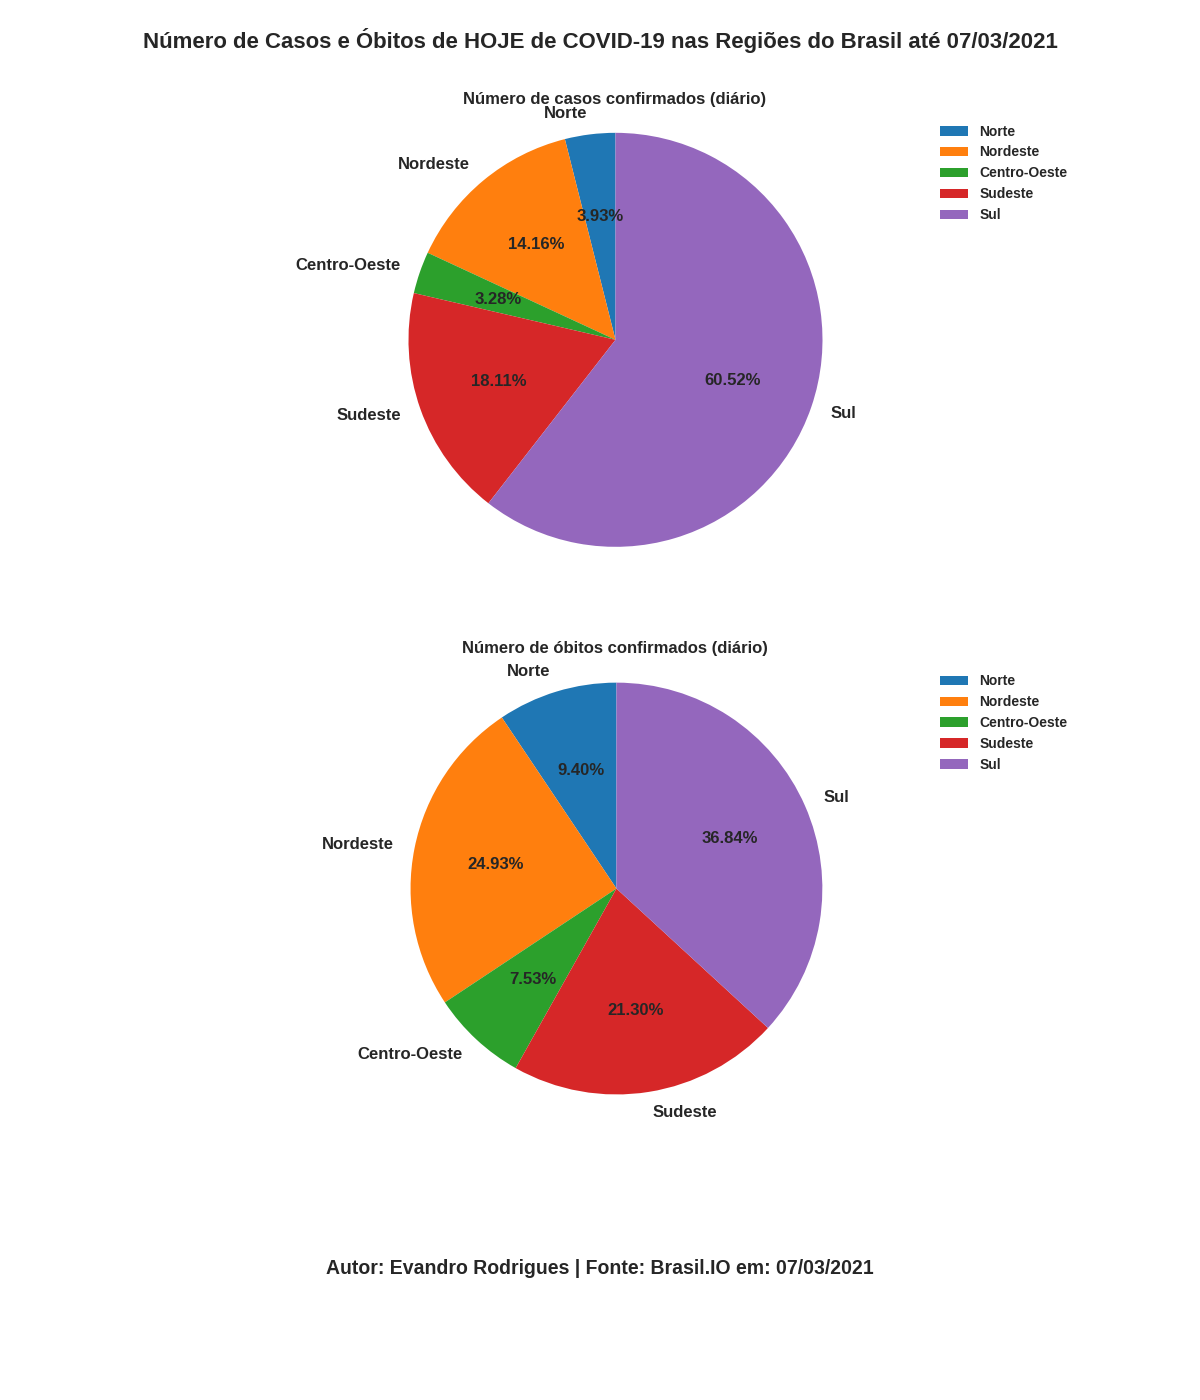 Número de Casos e Óbitos de HOJE de COVID-19 nas Regiões do Brasil até 07/03/2021
Número de casos confirmados (diário)
Norte
Nordeste
Centro-Oeste
Sudeste
Sul
3.93%
14.16%
3.28%
18.11%
60.52%
Norte
Nordeste
Centro-Oeste
Sudeste
Sul
Número de óbitos confirmados (diário)
Norte
Nordeste
Centro-Oeste
Sudeste
Sul
9.40%
24.93%
7.53%
21.30%
36.84%
Norte
Nordeste
Centro-Oeste
Sudeste
Sul
Autor: Evandro Rodrigues | Fonte: Brasil.IO em: 07/03/2021